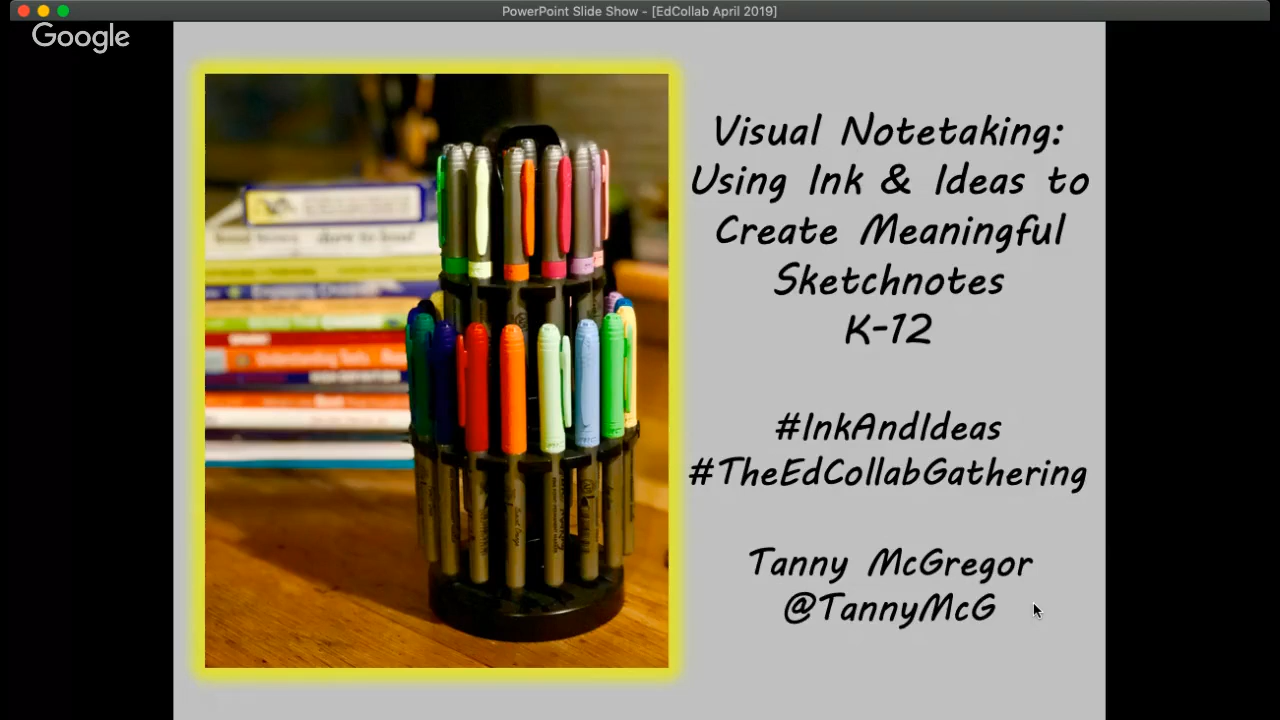 PowerPoint Slide Show - [EdCollab April 2019]
Google
Visual Notetaking:
Using Ink & Ideas to
Create Meaningful
Sketchnotes
K-12
#InkAndIdeas
#TheEdCollabGathering
Tanny McGregor
@TannyMcG